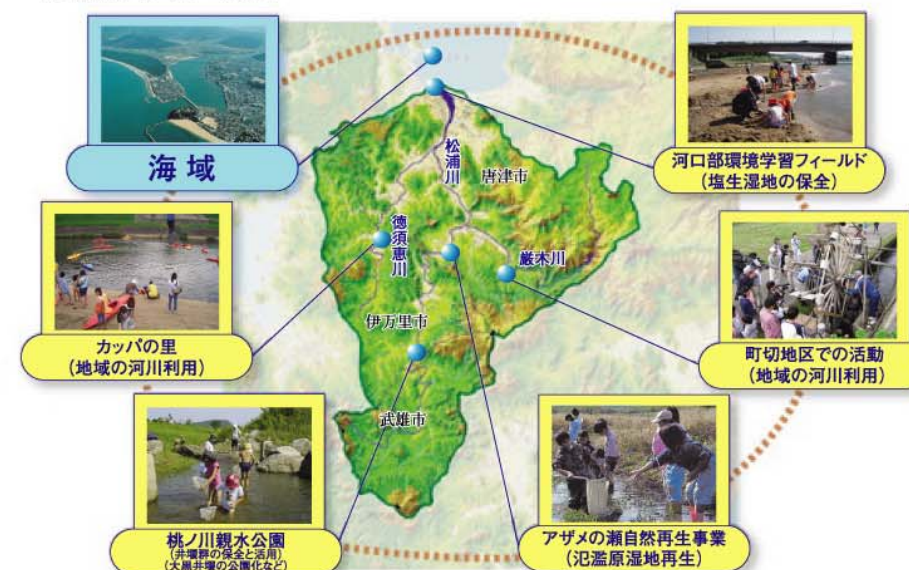 海域
河口部環境学習フィールド
(塩生湿地の保全)
松浦川
唐津市
徳須恵川
厳木川
カッパの里
(地域の河川利用)
伊万里市
町切地区での活動
(地域の河川利用)
武雄市
桃ノ川親水公園
(井堰群の保全と活用)
(大黒井堰の公園化など)
アザメの瀬自然再生事業
(氾濫原湿地再生)